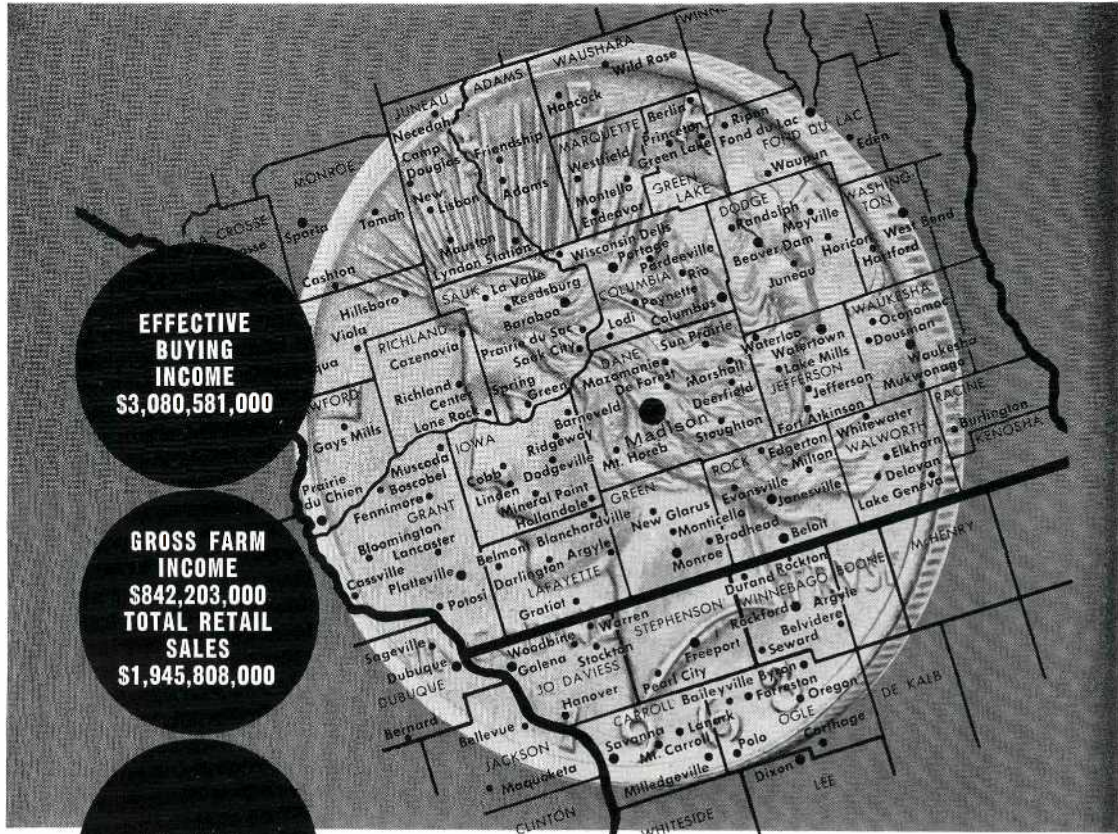 EFFECTIVE
BUYING
INCOME
$3,080,581,000
GROSS FARM
INCOME
$842,203,000
TOTAL RETAIL
SALES
$1,945,808,000
WAUSHARA
Wild Rose
ADAMS
JUNEAU
Necedah
Hancock
Camp
Douglas
Friendship
MARQUETTE
Berlin
Princeton
Ripon
Fond du Lac
FOND DU LAC
Eden
MONROE
New
Lisbon
Adams
Westfield
Green Lake
Waupun
Montello
GREEN
LAKE
Endeavor
CROSSE
Sparta
Tomah
Mauston
Lyndon Station
Wisconsin Dells
Portage
Pardeeville
DODGE
Randolph
Mayville
WASHING
TON
Beaver Dam
Horicon
West Bend
Hartford
Cashton
SAUK
La Valle
Reedsburg
COLUMBIA
Rio
Juneau
Hillsboro
Baraboo
Poynette
Viola
RICHLAND
Cazenovia
Prairie du Sac
Sauk City
Lodi
Columbus
WAUKESHA
Oconomoc
Dousman
Sun Prairie
Waterloo
Watertown
Waukesha
DANE
Mazamanie
De Forest
Marshall
Lake Mills
JEFFERSON
Mukwonago
Richland
Center
Spring
Green
Deerfield
Jefferson
RACINE
Lone Rock
Gays Mills
Barneveld
Madison
Stoughton
Fort Atkinson
Whitewater
Burlington
KENOSHA
IOWA
Ridgeway
Mt. Horeb
WALWORTH
Elkhorn
Muscoda
Boscobel
Cobb
Dodgeville
ROCK
Edgerton
Milton
Delavan
Lake Geneva
Prairie
du Chien
Fennimore
Linden
Mineral Point
Hollandale
GREEN
Evansville
Janesville
GRANT
Bloomington
Lancaster
New Glarus
Monticello
Brodhead
Beloit
Belmont
Blanchardville
Argyle
Monroe
McHENRY
Cassville
Platteville
Darlington
LAFAYETTE
Durand
Rockton
BOONE
Potosi
Gratiot
STEPHENSON
WINNEBAGO
Rockford
Argyle
Woodbine
Warren
Belvidere
Sageville
Galena
Stockton
Freeport
Seward
Dubuque
DUBUQUE
JO DAVIESS
Pearl City
Hanover
Baileyville
Byron
Bernard
CARROLL
Forreston
Oregon
DE KALB
Bellevue
Lanark
OGLE
Savanna
Mt. Carroll
Polo
Carthage
JACKSON
Maquoketa
Milledgeville
Dixon
LEE
CLINTON
WHITESIDE